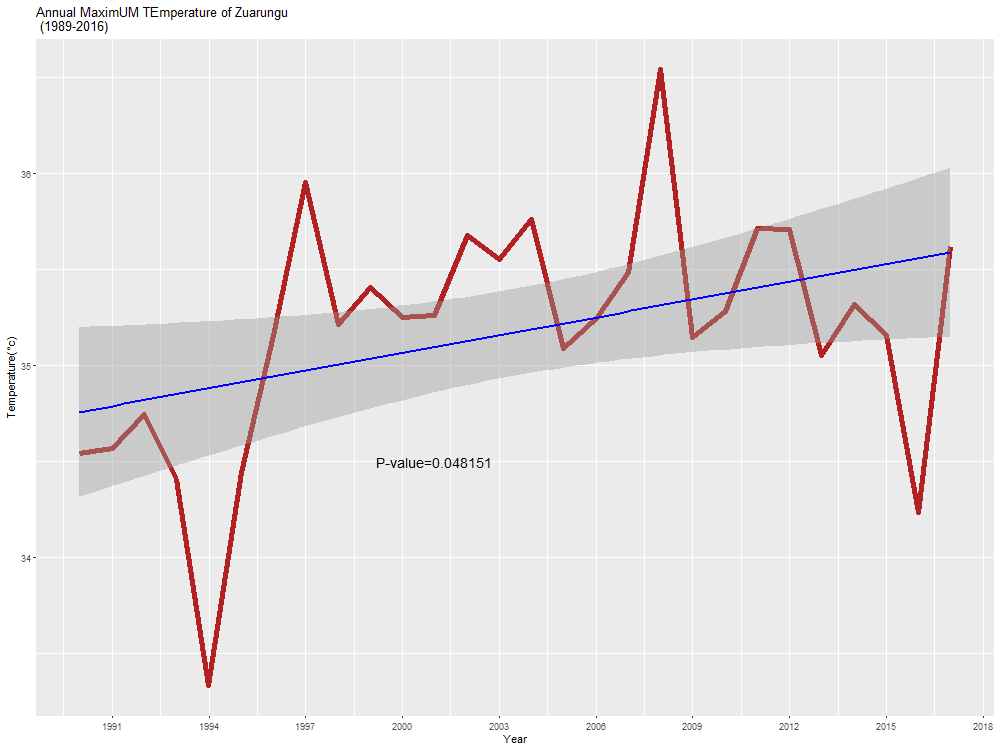 Annual MaximUM TEmperature of Zuarungu
(1989-2016)
36
35
34
Temperature(°c)
P-value=0.048151
1991 1994 1997 2000 2003 2006 2009 2012 2015 2018
Year